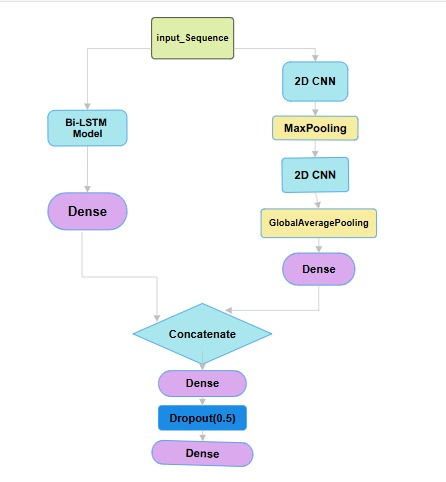 input_Sequence
Bi-LSTM
Model
Dense
2D CNN
MaxPooling
2D CNN
GlobalAveragePooling
Dense
Concatenate
Dense
Dropout(0.5)
Dense